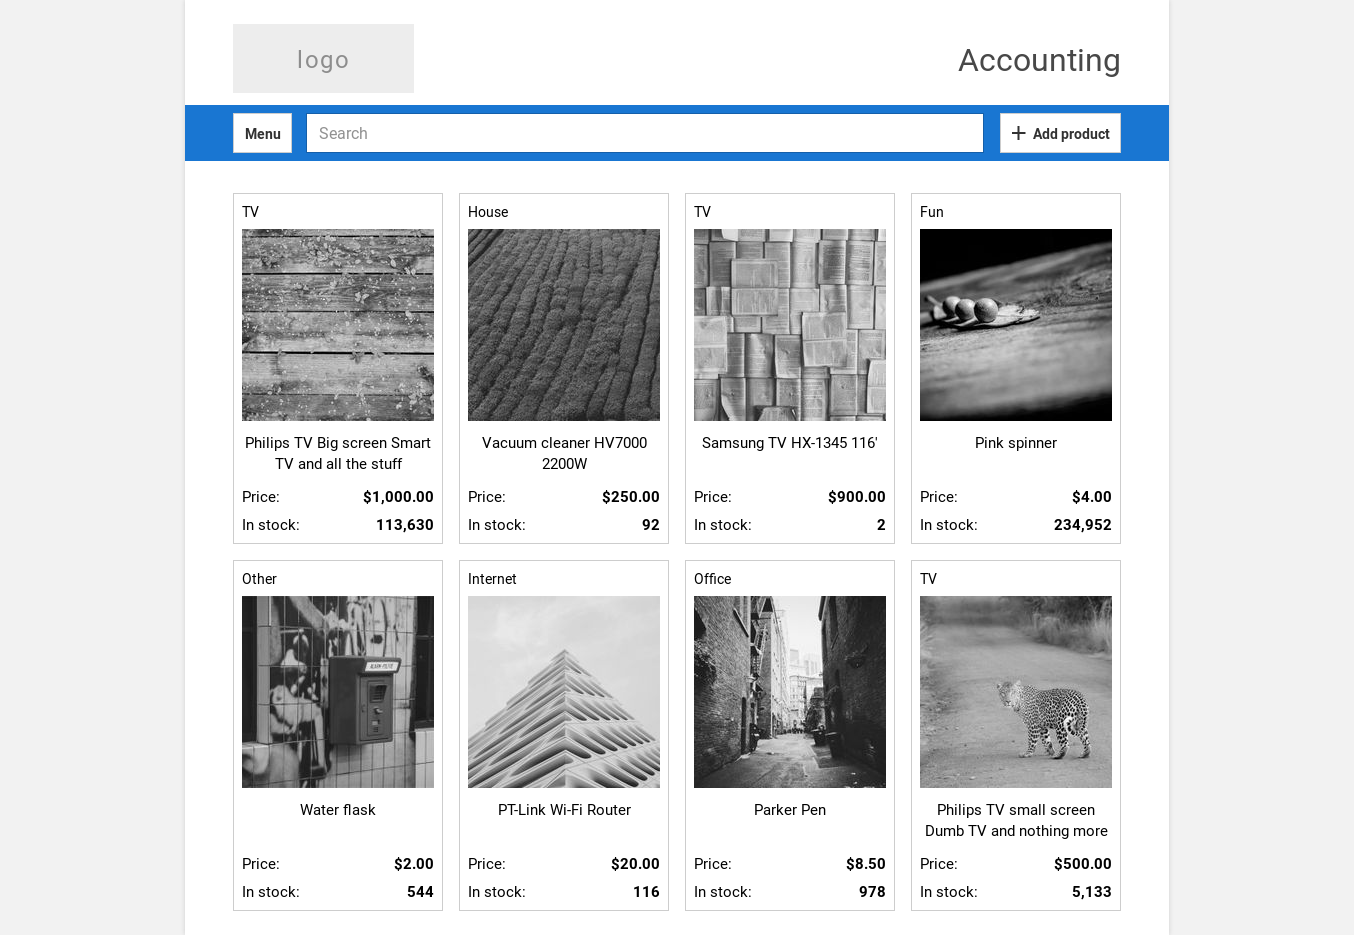 logo
Accounting
Menu
Search
Add product
TV
Philips TV Big screen Smart
TV and all the stuff
Price: $1,000.00
In stock: 113,630
House
Vacuum cleaner HV7000
2200W
Price: $250.00
In stock: 92
TV
Samsung TV HX-1345 116'
Price: $900.00
In stock: 2
Fun
Pink spinner
Price: $4.00
In stock: 234,952
Other
Water flask
Price: $2.00
In stock: 544
Internet
PT-Link Wi-Fi Router
Price: $20.00
In stock: 116
Office
Parker Pen
Price: $8.50
In stock: 978
TV
Philips TV small screen
Dumb TV and nothing more
Price: $500.00
In stock: 5,133